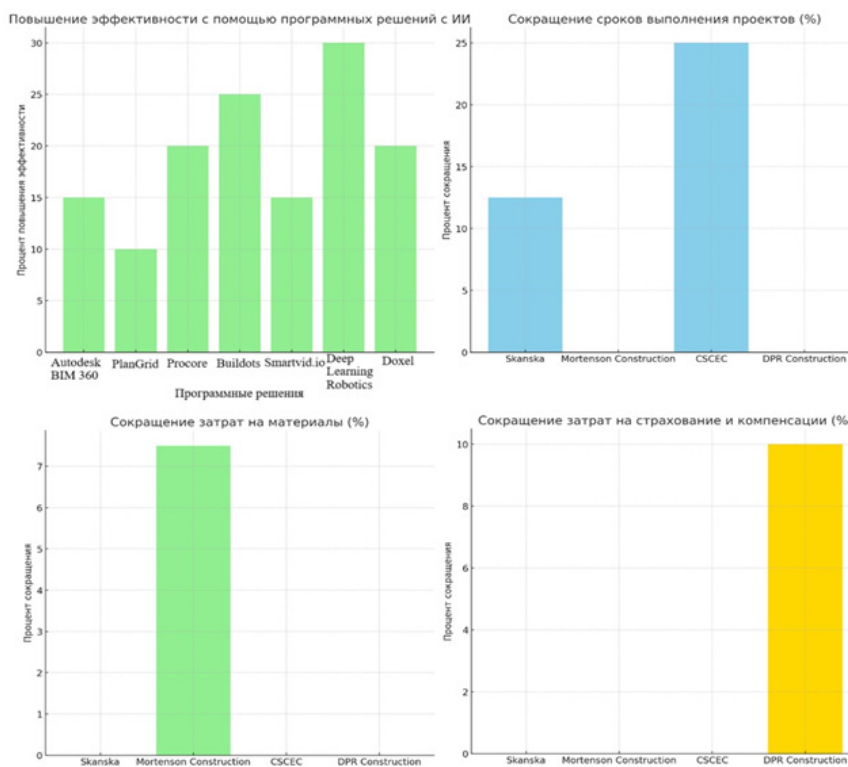 Повышение эффективности с помощью программных решений с ИИ
Процент повышения эффективности
30
25
20
15
10
5
0
Autodesk BIM 360
PlanGrid
Procore
Buildots
Smartvid.io
Deep Learning Robotics
Doxel
Программные решения
Сокращение сроков выполнения проектов (%)
Процент сокращения
25
20
15
10
5
0
Skanska
Mortenson Construction
CSCEC
DPR Construction
Сокращение затрат на материалы (%)
Процент сокращения
7
6
5
4
3
2
1
0
Skanska
Mortenson Construction
CSCEC
DPR Construction
Сокращение затрат на страхование и компенсации (%
Процент сокращения
10
8
6
4
2
0
Skanska
Mortenson Construction
CSCEC
DPR Construction